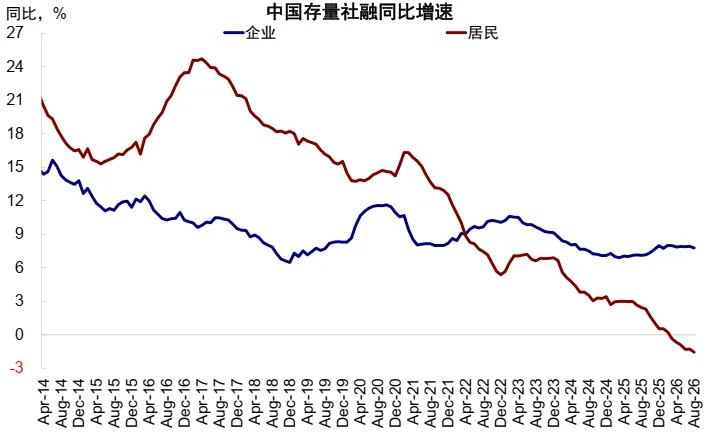 同比，%
中国存量社融同比增速
企业
居民
27
24
21
18
15
12
9
6
3
0
-3
Apr-14
Aug-14
Dec-14
Apr-15
Aug-15
Dec-15
Apr-16
Aug-16
Dec-16
Apr-17
Aug-17
Dec-17
Apr-18
Aug-18
Dec-18
Apr-19
Aug-19
Dec-19
Apr-20
Aug-20
Dec-20
Apr-21
Aug-21
Dec-21
Apr-22
Aug-22
Dec-22
Apr-23
Aug-23
Dec-23
Apr-24
Aug-24
Dec-24
Apr-25
Aug-25
Dec-25
Apr-26
Aug-26